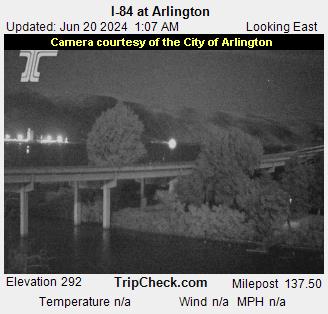 I-84 at Arlington
Updated: Jun 20 2024 1:07 AM Looking East
Camera courtesy of the City of Arlington
Elevation 292 TripCheck.com Milepost 137.50
Temperature n/a Wind n/a MPH n/a